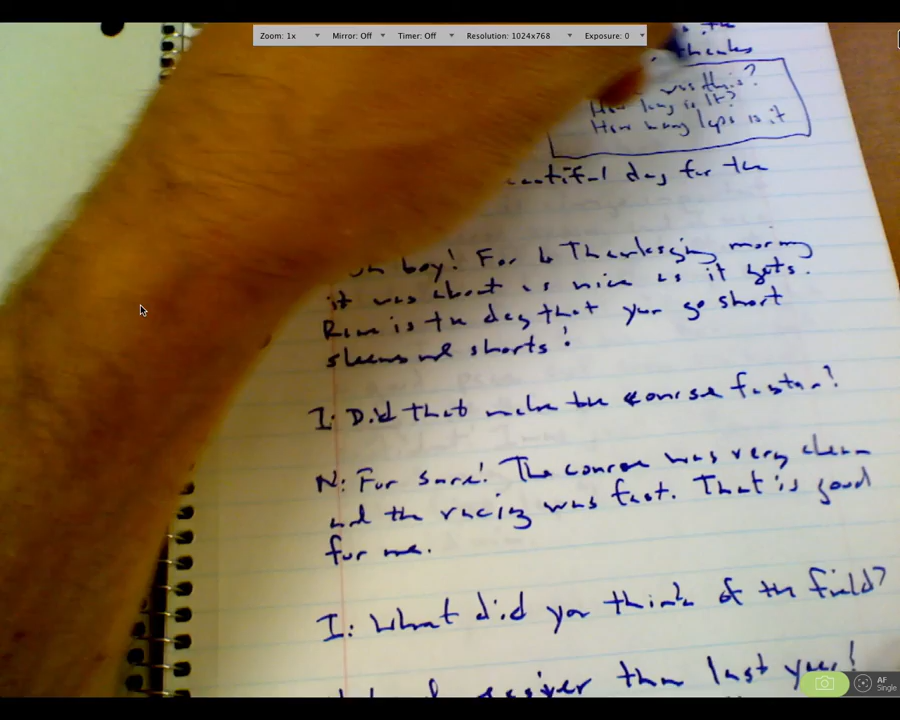 Zoom: 1x Mirror: Off Timer: Off Resolution: 1024x768 Exposure: 0
the
thanks
was this?
How long is it?
How many laps is it
day for the
boy! For a Thanksgiving morning
it was about as nice as it gets.
Rare is the day that you go short
sleeves and shorts!
I: Did that make the course faster?
N: For sure! The course was very clean
and the racing was fast. That is good
for me.
I: What did you think of the field?
than last year!
AF
Single